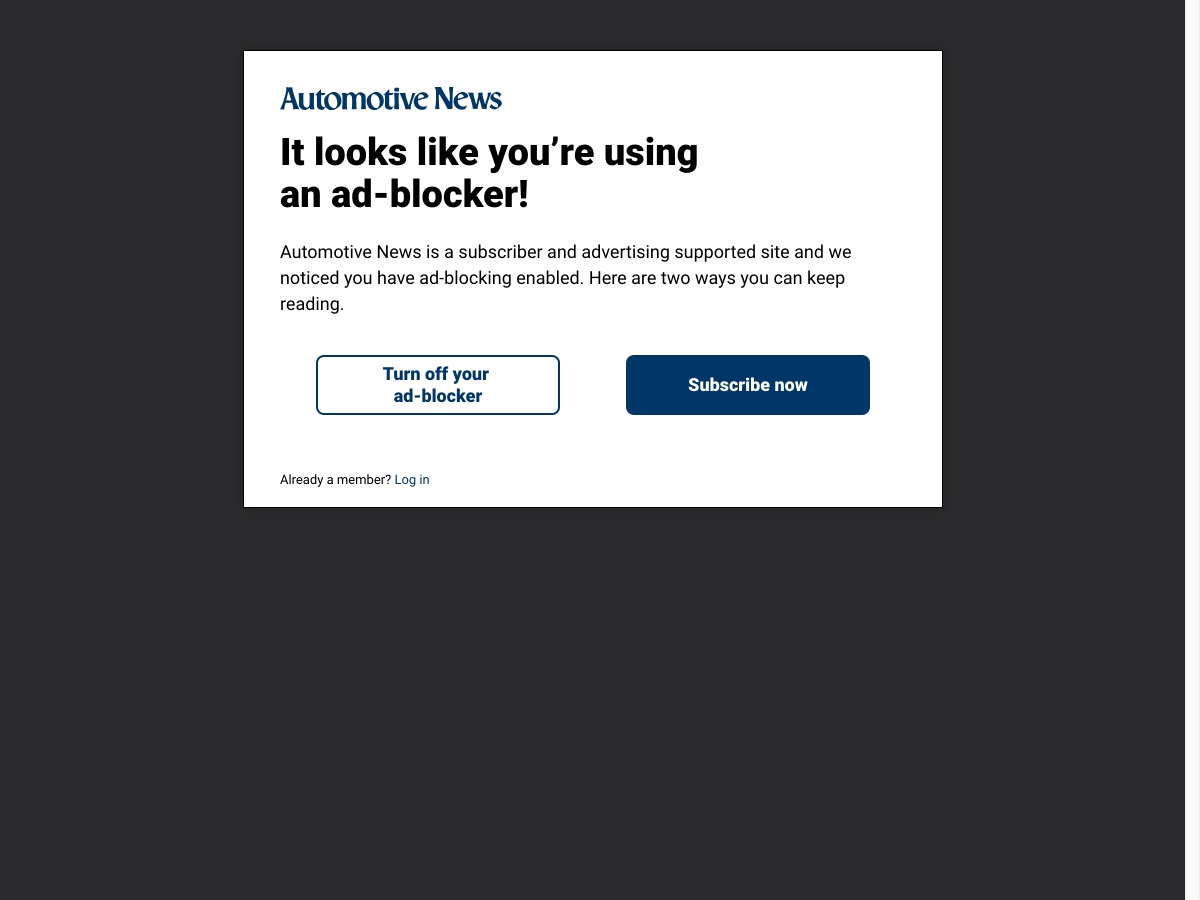 Automotive News
It looks like you’re using
an ad-blocker!
Automotive News is a subscriber and advertising supported site and we
noticed you have ad-blocking enabled. Here are two ways you can keep
reading.
Turn off your
ad-blocker
Subscribe now
Already a member? Log in